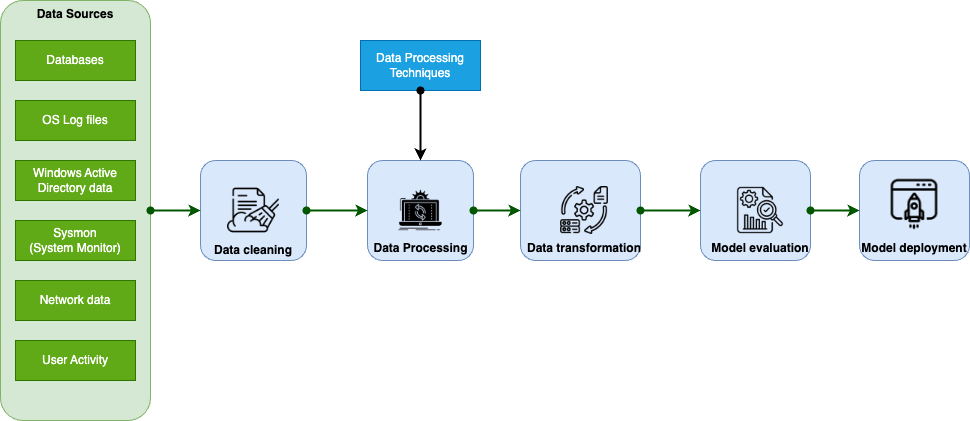 Data Sources
Databases
OS Log files
Windows Active
Directory data
Sysmon
(System Monitor)
Network data
User Activity
Data Processing
Techniques
Data cleaning
Data Processing
Data transformation
Model evaluation
Model deployment